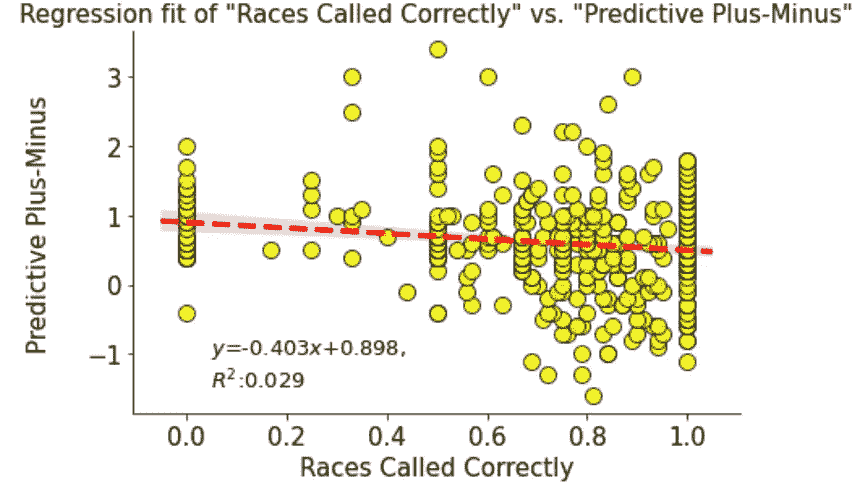 Regression fit of "Races Called Correctly" vs. "Predictive Plus-Minus"
Predictive Plus-Minus
3
2
1
0
−1
y=-0.403x+0.898,
R²:0.029
0.0 0.2 0.4 0.6 0.8 1.0
Races Called Correctly